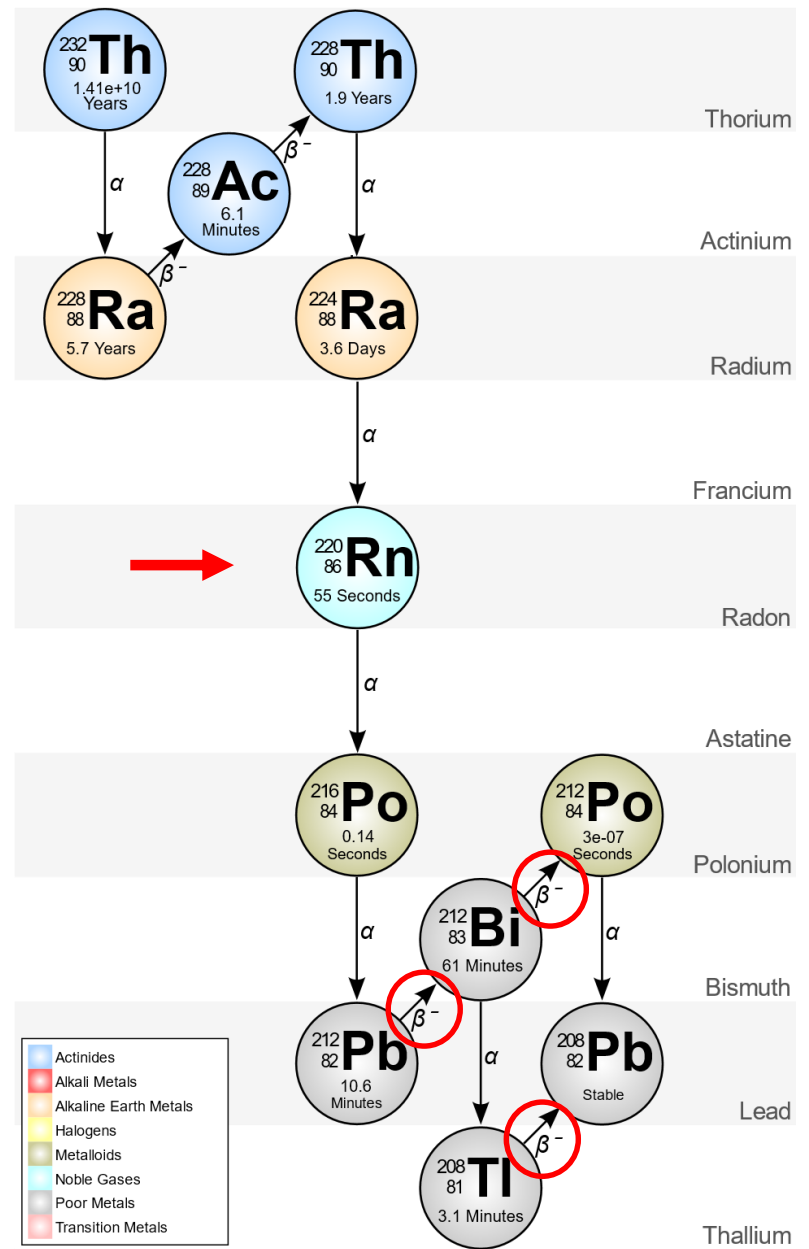 232
90
Th
1.41e+10
Years
228
90
Th
1.9 Years
Thorium
β⁻
228
89
Ac
6.1
Minutes
α
α
Actinium
β⁻
228
88
Ra
5.7 Years
224
88
Ra
3.6 Days
Radium
α
Francium
220
86
Rn
55 Seconds
Radon
α
Astatine
216
84
Po
0.14
Seconds
212
84
Po
3e-07
Seconds
Polonium
β⁻
212
83
Bi
61 Minutes
α
α
Bismuth
β⁻
212
82
Pb
10.6
Minutes
α
208
82
Pb
Stable
Lead
β⁻
208
81
Tl
3.1 Minutes
Thallium
Actinides
Alkali Metals
Alkaline Earth Metals
Halogens
Metalloids
Noble Gases
Poor Metals
Transition Metals